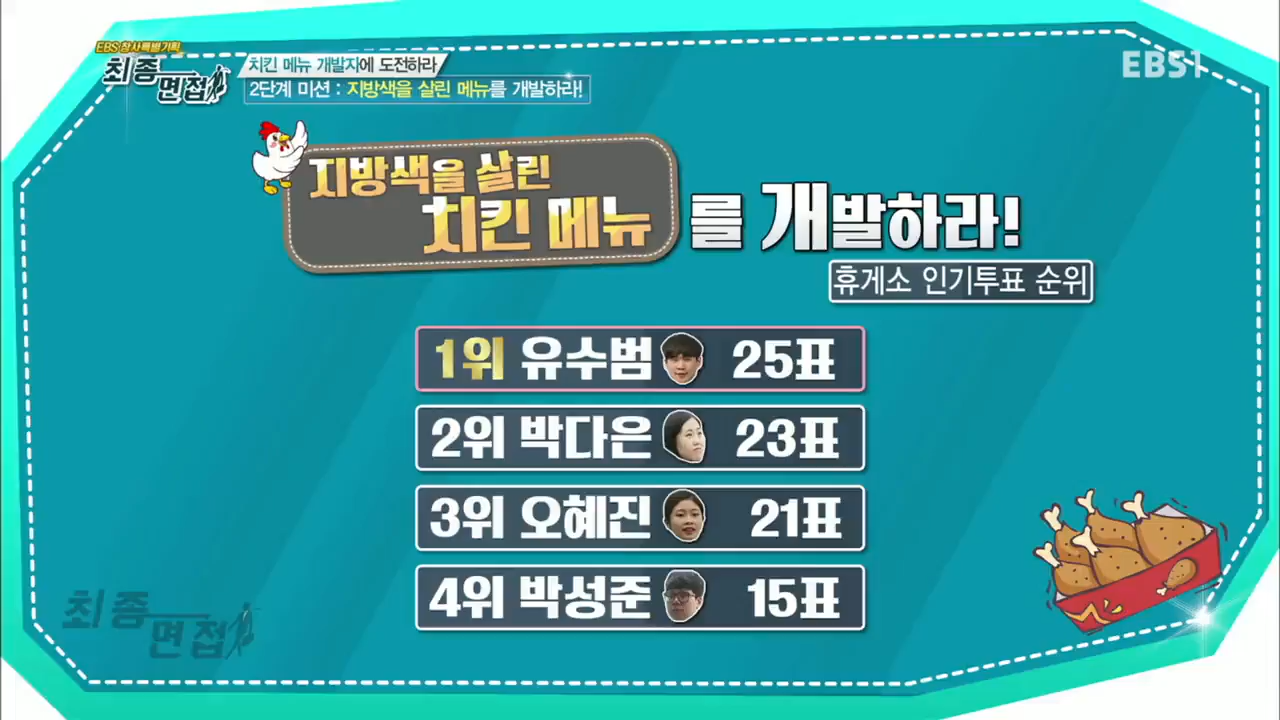 EBS 창사특별기획
최종면접
치킨 메뉴 개발자에 도전하라
2단계 미션 : 지방색을 살린 메뉴를 개발하라!
EBS1
지방색을 살린
치킨 메뉴를 개발하라!
휴게소 인기투표 순위
1위 유수범 25표
2위 박다은 23표
3위 오혜진 21표
4위 박성준 15표
최종면접